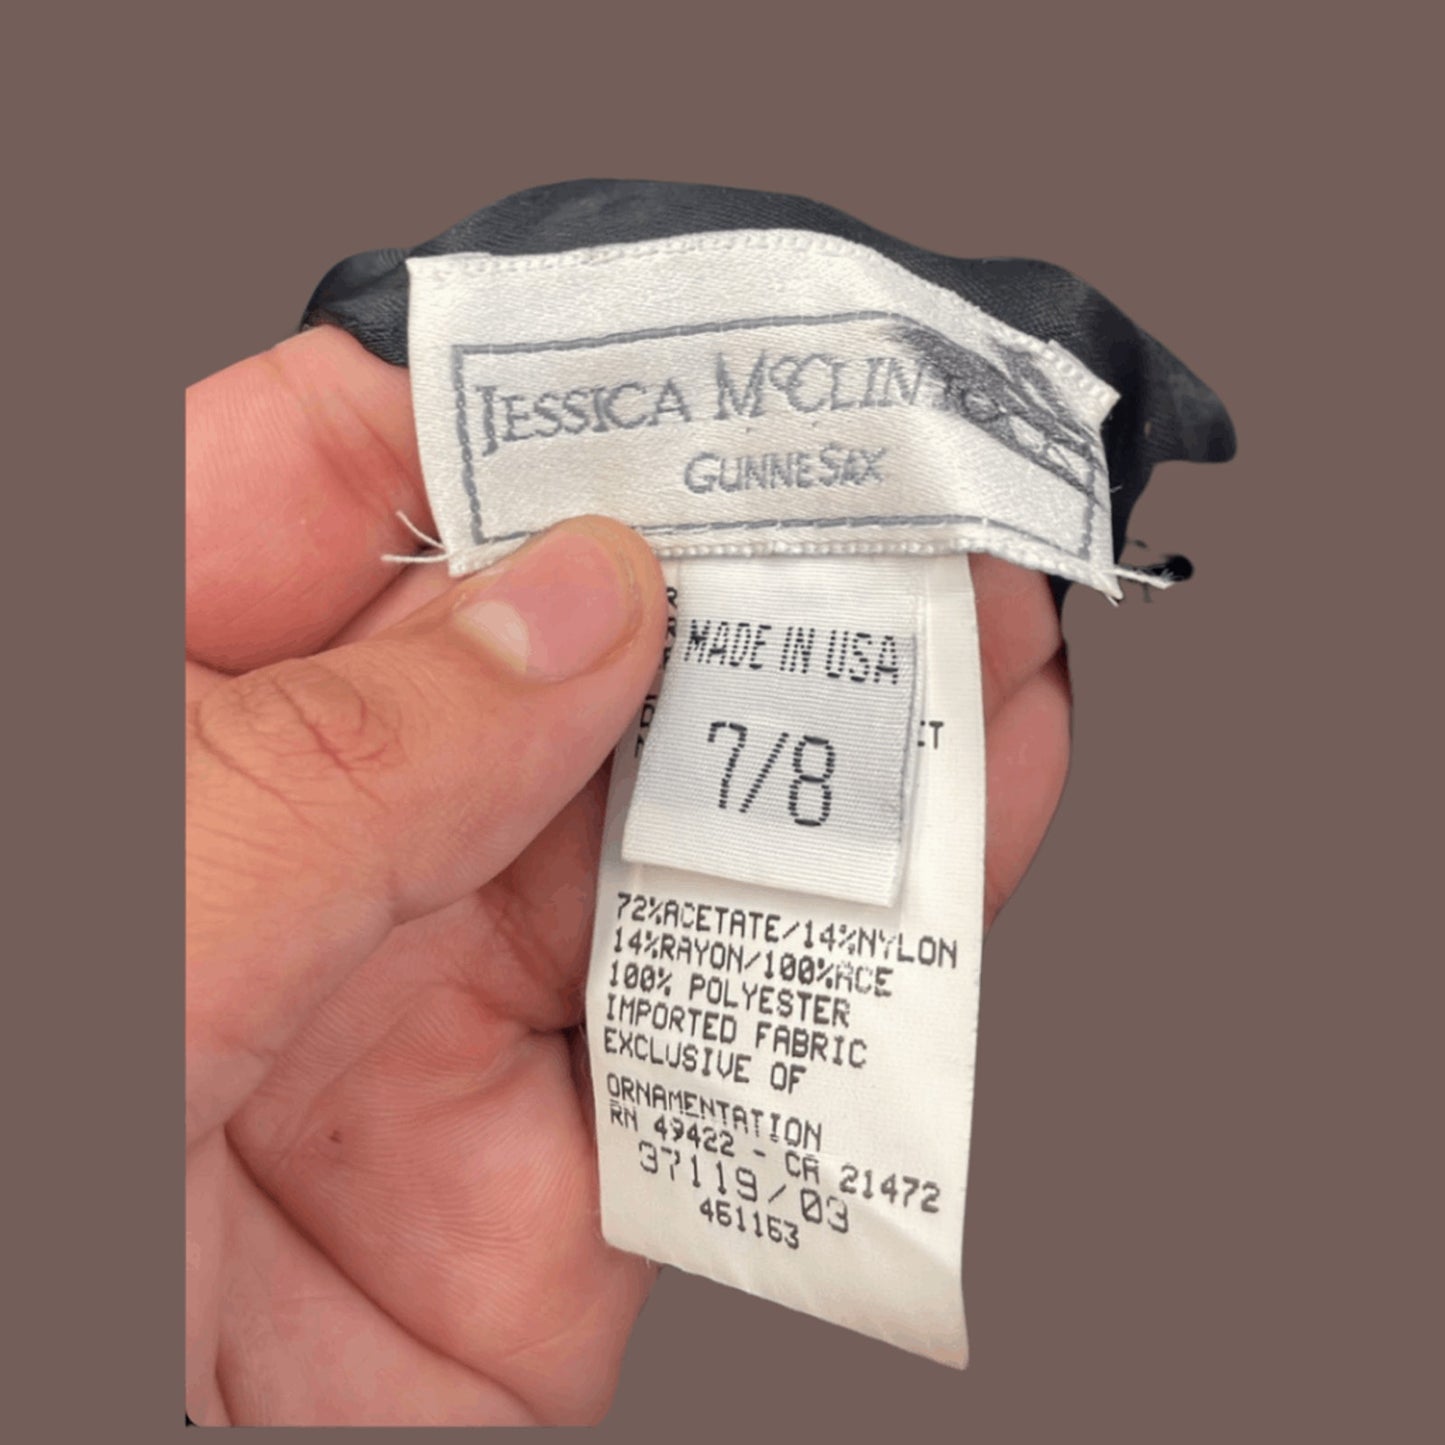 JESSICA McCLINTOCK
GUNNE SAX
MADE IN USA
7/8
72%ACETATE/14%NYLON
14%RAYON/100%ACE
100% POLYESTER
IMPORTED FABRIC
EXCLUSIVE OF
ORNAMENTATION
RN 49422 - CA 21472
37119/03
461163